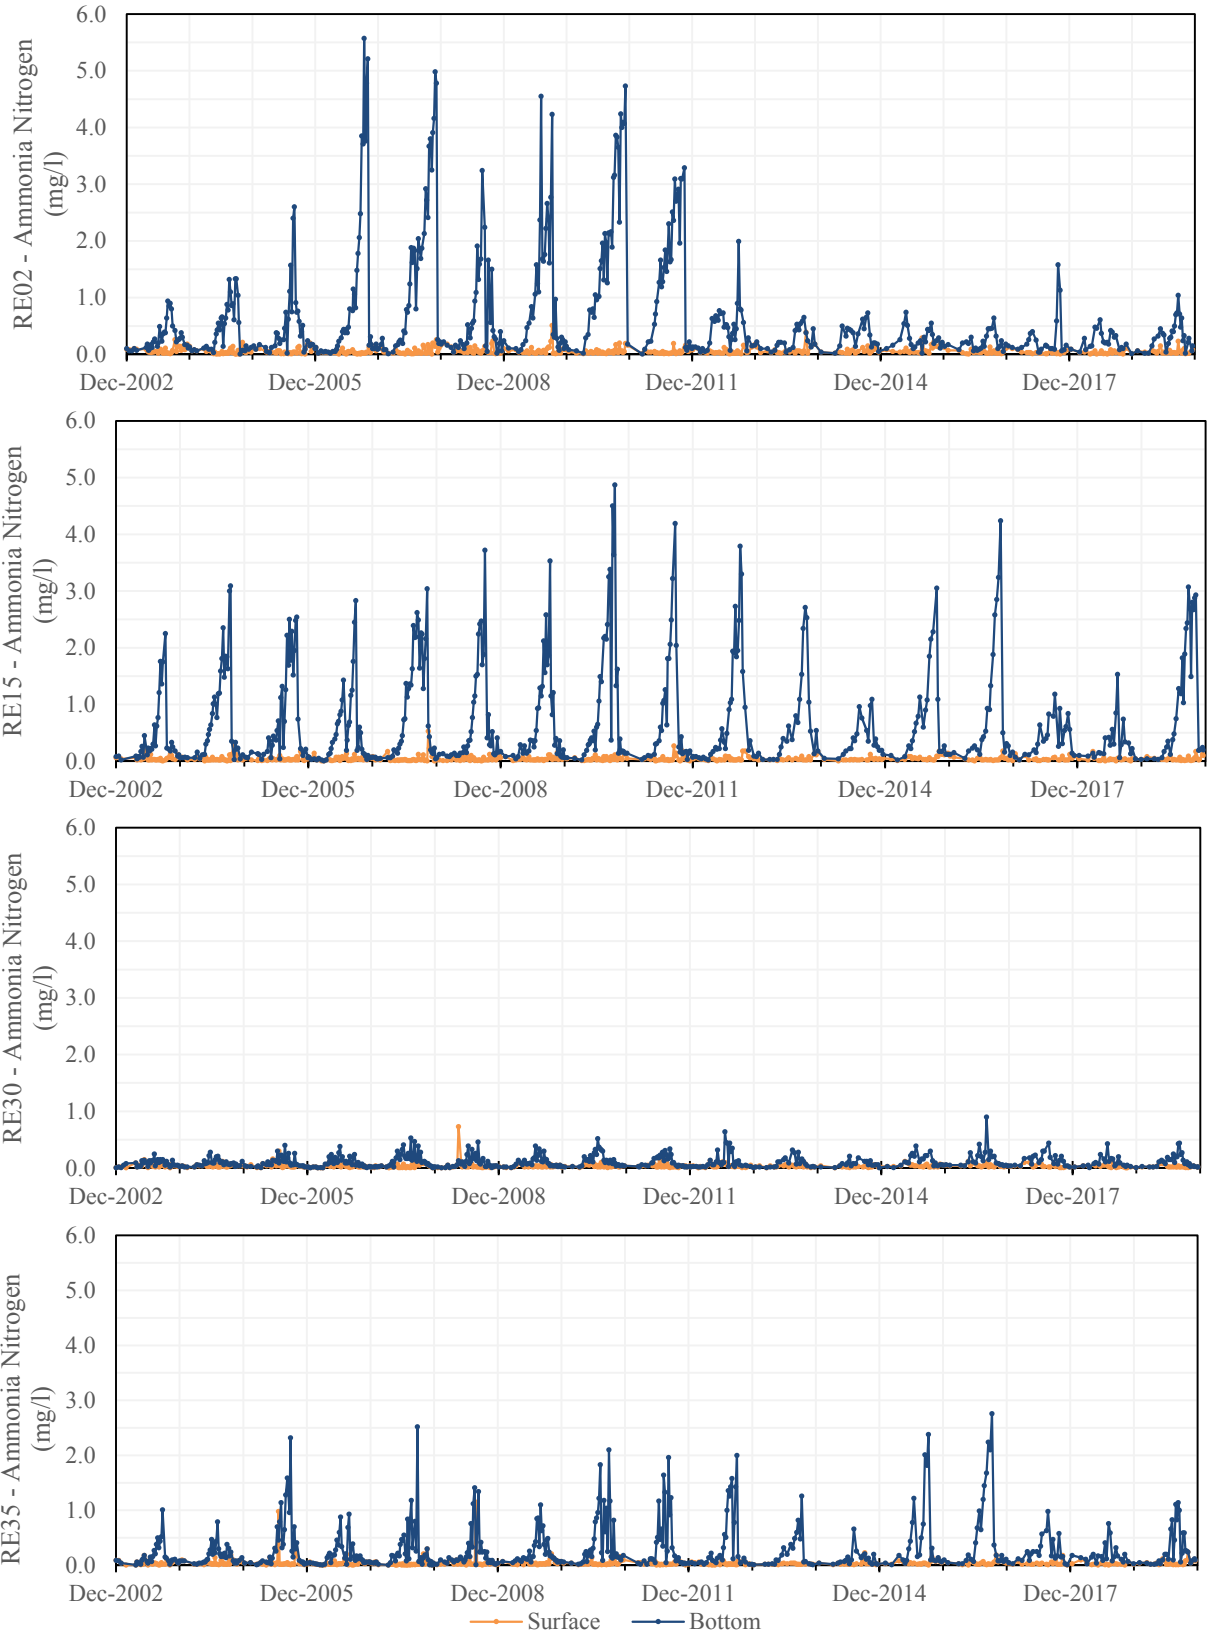 RE02 - Ammonia Nitrogen
(mg/l)
6.0
5.0
4.0
3.0
2.0
1.0
0.0
Dec-2002 Dec-2005 Dec-2008 Dec-2011 Dec-2014 Dec-2017
RE15 - Ammonia Nitrogen
(mg/l)
6.0
5.0
4.0
3.0
2.0
1.0
0.0
Dec-2002 Dec-2005 Dec-2008 Dec-2011 Dec-2014 Dec-2017
RE30 - Ammonia Nitrogen
(mg/l)
6.0
5.0
4.0
3.0
2.0
1.0
0.0
Dec-2002 Dec-2005 Dec-2008 Dec-2011 Dec-2014 Dec-2017
RE35 - Ammonia Nitrogen
(mg/l)
6.0
5.0
4.0
3.0
2.0
1.0
0.0
Dec-2002 Dec-2005 Dec-2008 Dec-2011 Dec-2014 Dec-2017
Surface Bottom